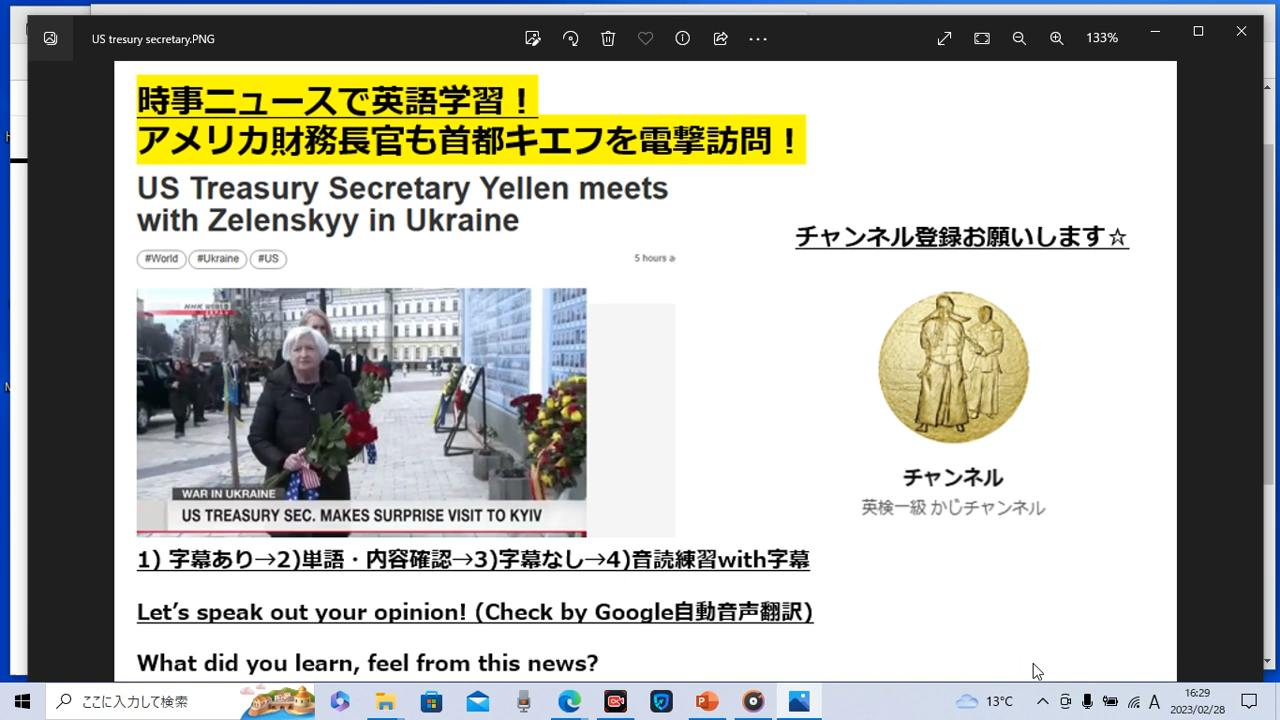 US tresury secretary.PNG
133%
時事ニュースで英語学習！
アメリカ財務長官も首都キエフを電撃訪問！
US Treasury Secretary Yellen meets
with Zelenskyy in Ukraine
#World #Ukraine #US
5 hours a
チャンネル登録お願いします☆
NHK WORLD
WAR IN UKRAINE
US TREASURY SEC. MAKES SURPRISE VISIT TO KYIV
チャンネル
英検一級 かじチャンネル
1) 字幕あり→2)単語・内容確認→3)字幕なし→4)音読練習with字幕
Let’s speak out your opinion! (Check by Google自動音声翻訳)
What did you learn, feel from this news?
ここに入力して検索
13°C
A
16:29
2023/02/28